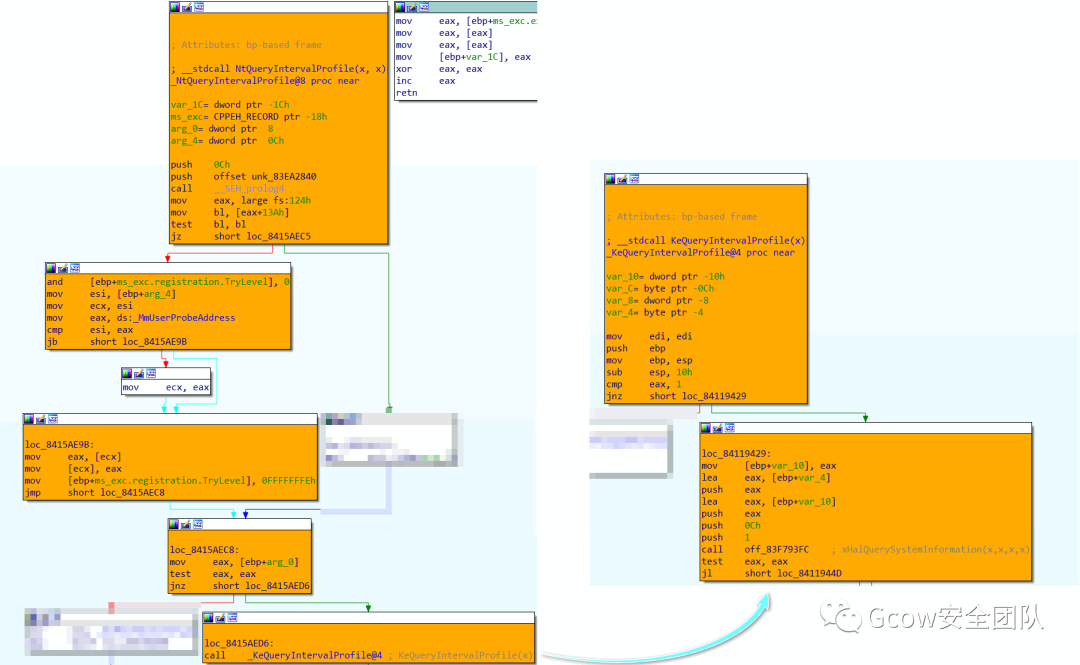 ; Attributes: bp-based frame
; __stdcall NtQueryIntervalProfile(x, x)
_NtQueryIntervalProfile@8 proc near
var_1C= dword ptr -1Ch
ms_exc= CPPEH_RECORD ptr -18h
arg_0= dword ptr  8
arg_4= dword ptr  0Ch
push    0Ch
push    offset unk_83EA2840
call    __SEH_prolog4
mov     eax, large fs:124h
mov     bl, [eax+13Ah]
test    bl, bl
jz      short loc_8415AEC5
mov     eax, [ebp+ms_exc.e
mov     eax, [eax]
mov     eax, [eax]
mov     [ebp+var_1C], eax
xor     eax, eax
inc     eax
retn
and     [ebp+ms_exc.registration.TryLevel], 0
mov     esi, [ebp+arg_4]
mov     ecx, esi
mov     eax, ds:_MmUserProbeAddress
cmp     esi, eax
jb      short loc_8415AE9B
mov     ecx, eax
loc_8415AE9B:
mov     eax, [ecx]
mov     [ecx], eax
mov     [ebp+ms_exc.registration.TryLevel], 0FFFFFFFEh
jmp     short loc_8415AEC8
loc_8415AEC8:
mov     eax, [ebp+arg_0]
test    eax, eax
jnz     short loc_8415AED6
loc_8415AED6:
call    _KeQueryIntervalProfile@4 ; KeQueryIntervalProfile(x)
; Attributes: bp-based frame
; __stdcall KeQueryIntervalProfile(x)
_KeQueryIntervalProfile@4 proc near
var_10= dword ptr -10h
var_C= byte ptr -0Ch
var_8= dword ptr -8
var_4= byte ptr -4
mov     edi, edi
push    ebp
mov     ebp, esp
sub     esp, 10h
cmp     eax, 1
jnz     short loc_84119429
loc_84119429:
mov     [ebp+var_10], eax
lea     eax, [ebp+var_4]
push    eax
lea     eax, [ebp+var_10]
push    eax
push    0Ch
push    1
call    off_83F793FC    ; xHalQuerySystemInformation(x,x,x,x)
test    eax, eax
jl      short loc_8411944D
Gcow安全团队